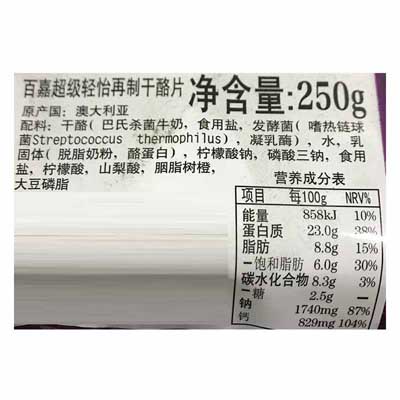 百嘉超级轻怡再制干酪片 净含量:250g
原产国: 澳大利亚
配料: 干酪( 巴氏杀菌牛奶, 食用盐, 发酵菌( 嗜热链球
菌Streptococcus thermophilus), 凝乳酶), 水, 乳
固体( 脱脂奶粉, 酪蛋白), 柠檬酸钠, 磷酸三钠, 食用
盐, 柠檬酸, 山梨酸, 胭脂树橙,
大豆磷脂
营养成分表
项目 每100g NRV%
能量 858kJ 10%
蛋白质 23.0g 38%
脂肪 8.8g 15%
—饱和脂肪 6.0g 30%
碳水化合物 8.3g 3%
—糖 2.5g —
钠 1740mg 87%
钙 829mg 104%